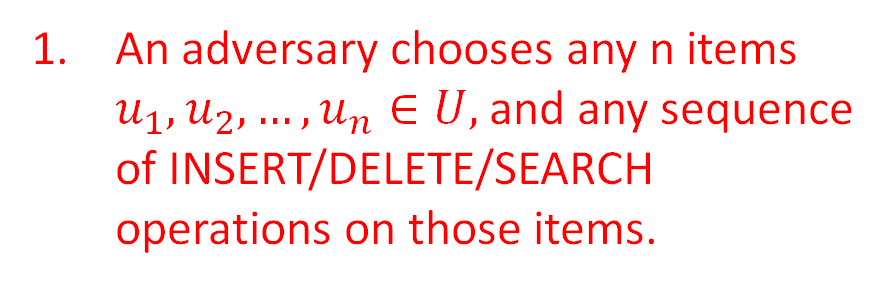 1. An adversary chooses any n items
u₁, u₂, … , uₙ ∈ U, and any sequence
of INSERT/DELETE/SEARCH
operations on those items.